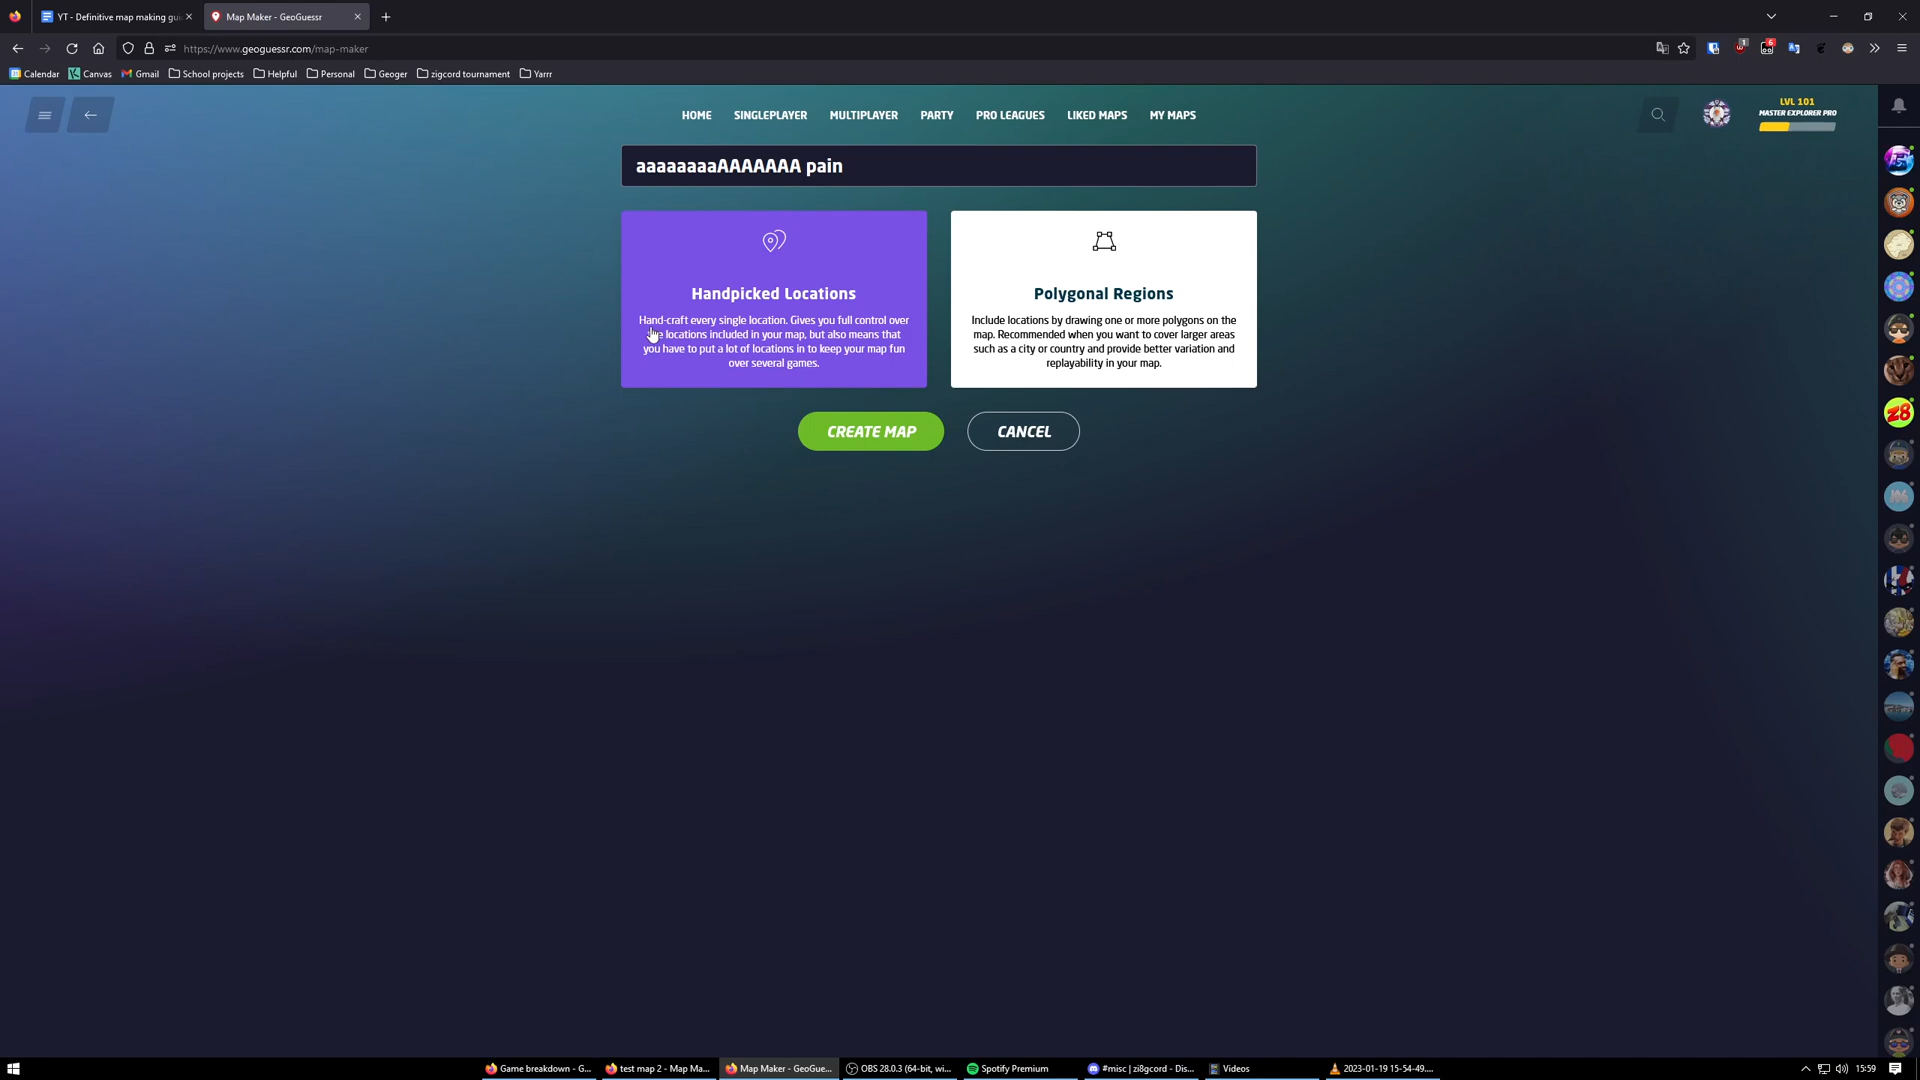 YT - Definitive map making gui
Map Maker - GeoGuessr
https://www.geoguessr.com/map-maker
1
6
Calendar
Canvas
Gmail
School projects
Helpful
Personal
Geoger
zigcord tournament
Yarrr
HOME
SINGLEPLAYER
MULTIPLAYER
PARTY
PRO LEAGUES
LIKED MAPS
MY MAPS
LVL 101
MASTER EXPLORER PRO
aaaaaaaaAAAAAAA pain
Handpicked Locations
Hand-craft every single location. Gives you full control over
locations included in your map, but also means that
you have to put a lot of locations in to keep your map fun
over several games.
Polygonal Regions
Include locations by drawing one or more polygons on the
map. Recommended when you want to cover larger areas
such as a city or country and provide better variation and
replayability in your map.
CREATE MAP
CANCEL
z8
Game breakdown - G...
test map 2 - Map Ma...
Map Maker - GeoGue...
OBS 28.0.3 (64-bit, wi...
Spotify Premium
#misc | zi8gcord - Dis...
Videos
2023-01-19 15-54-49....
15:59